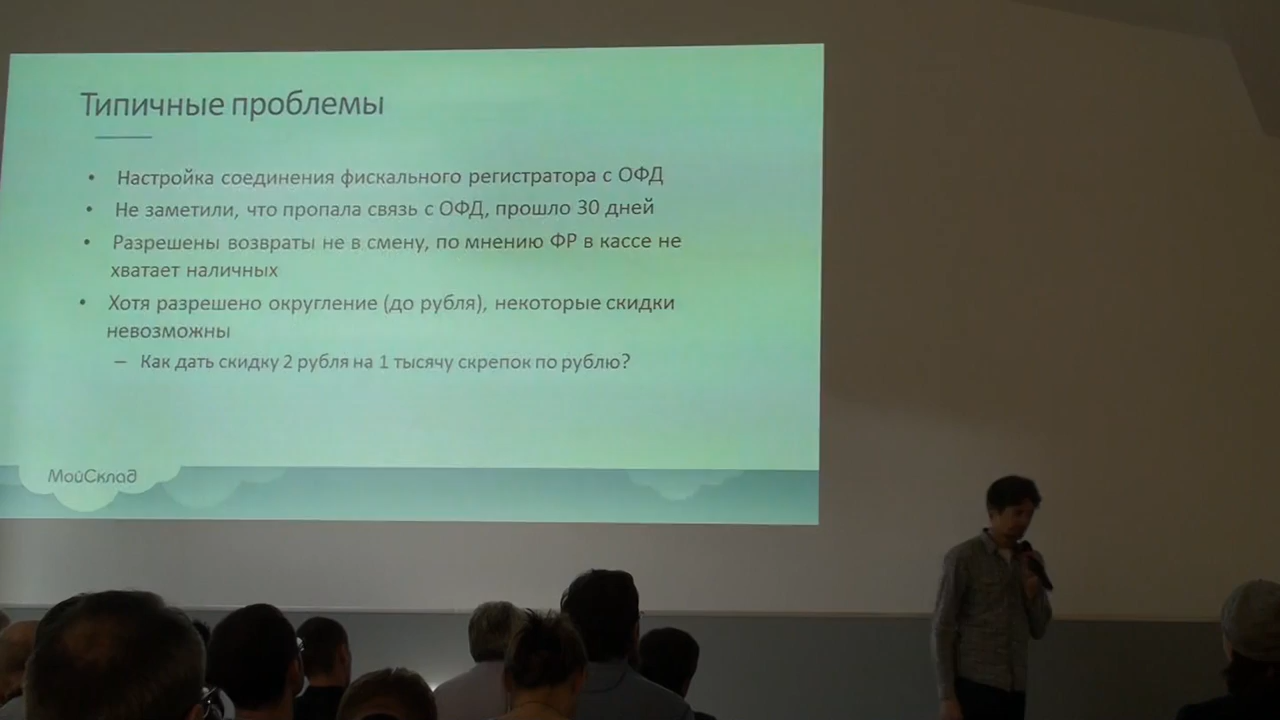 Типичные проблемы
• Настройка соединения фискального регистратора с ОФД
• Не заметили, что пропала связь с ОФД, прошло 30 дней
• Разрешены возвраты не в смену, по мнению ФР в кассе не
хватает наличных
• Хотя разрешено округление (до рубля), некоторые скидки
невозможны
– Как дать скидку 2 рубля на 1 тысячу скрепок по рублю?
МойСклад